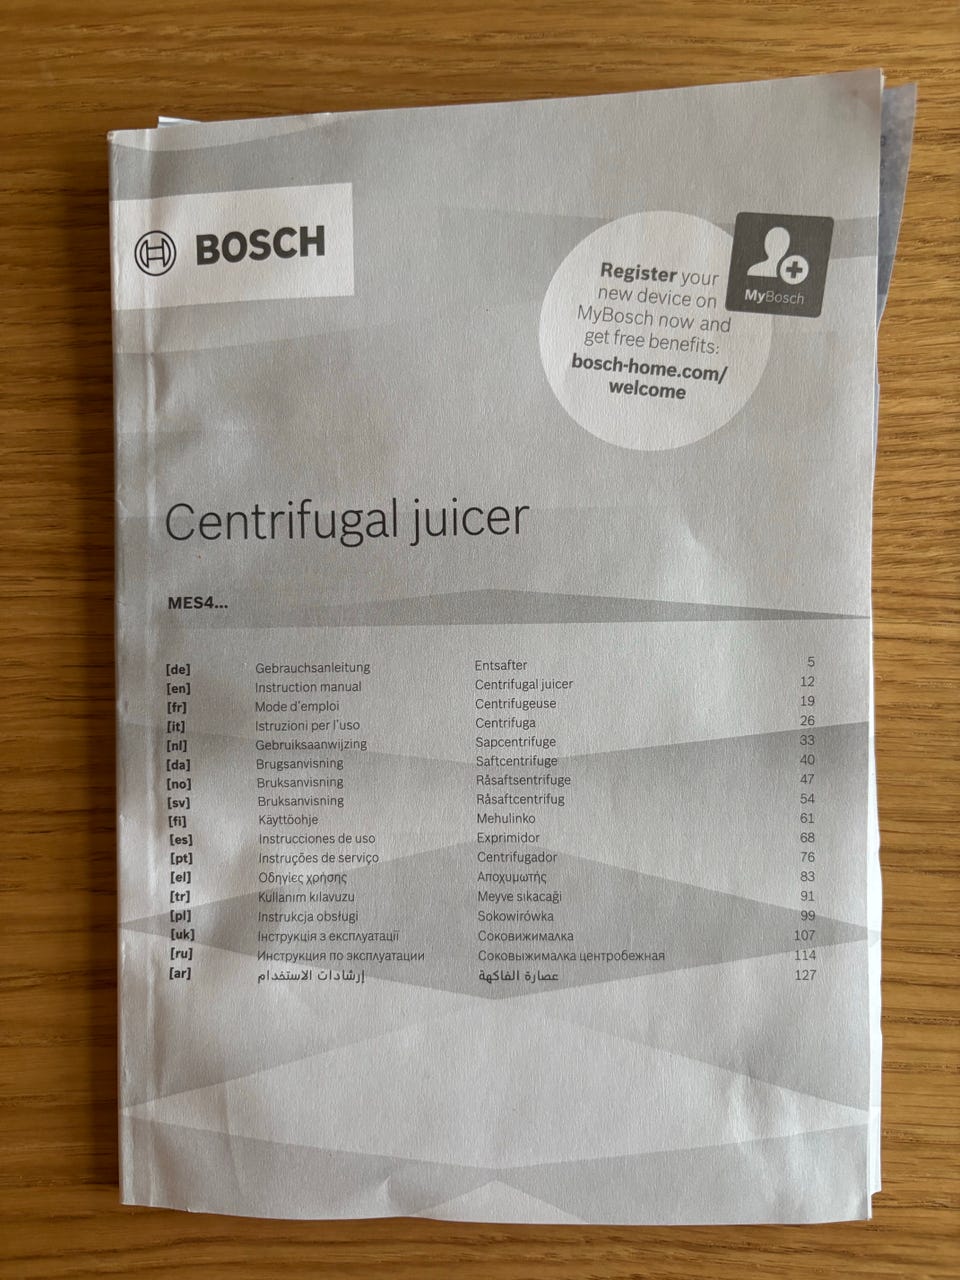 BOSCH
Register your
new device on
MyBosch now and
get free benefits:
bosch-home.com/
welcome
MyBosch
Centrifugal juicer
MES4...
[de] Gebrauchsanleitung Entsafter 5
[en] Instruction manual Centrifugal juicer 12
[fr] Mode d'emploi Centrifugeuse 19
[it] Istruzioni per l'uso Centrifuga 26
[nl] Gebruiksaanwijzing Sapcentrifuge 33
[da] Brugsanvisning Saftcentrifuge 40
[no] Bruksanvisning Råsaftsentrifuge 47
[sv] Bruksanvisning Råsaftcentrifug 54
[fi] Käyttöohje Mehulinko 61
[es] Instrucciones de uso Exprimidor 68
[pt] Instruções de serviço Centrifugador 76
[el] Οδηγίες χρήσης Αποχυμωτής 83
[tr] Kullanım kılavuzu Meyve sıkacağı 91
[pl] Instrukcja obsługi Sokowirówka 99
[uk] Інструкція з експлуатації Соковижималка 107
[ru] Инструкция по эксплуатации Соковыжималка центробежная 114
[ar] إرشادات الاستخدام عصارة الفاكهة 127